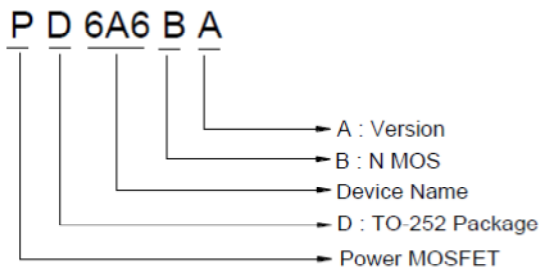 P D 6A6 B A
A : Version
B : N MOS
Device Name
D : TO-252 Package
Power MOSFET